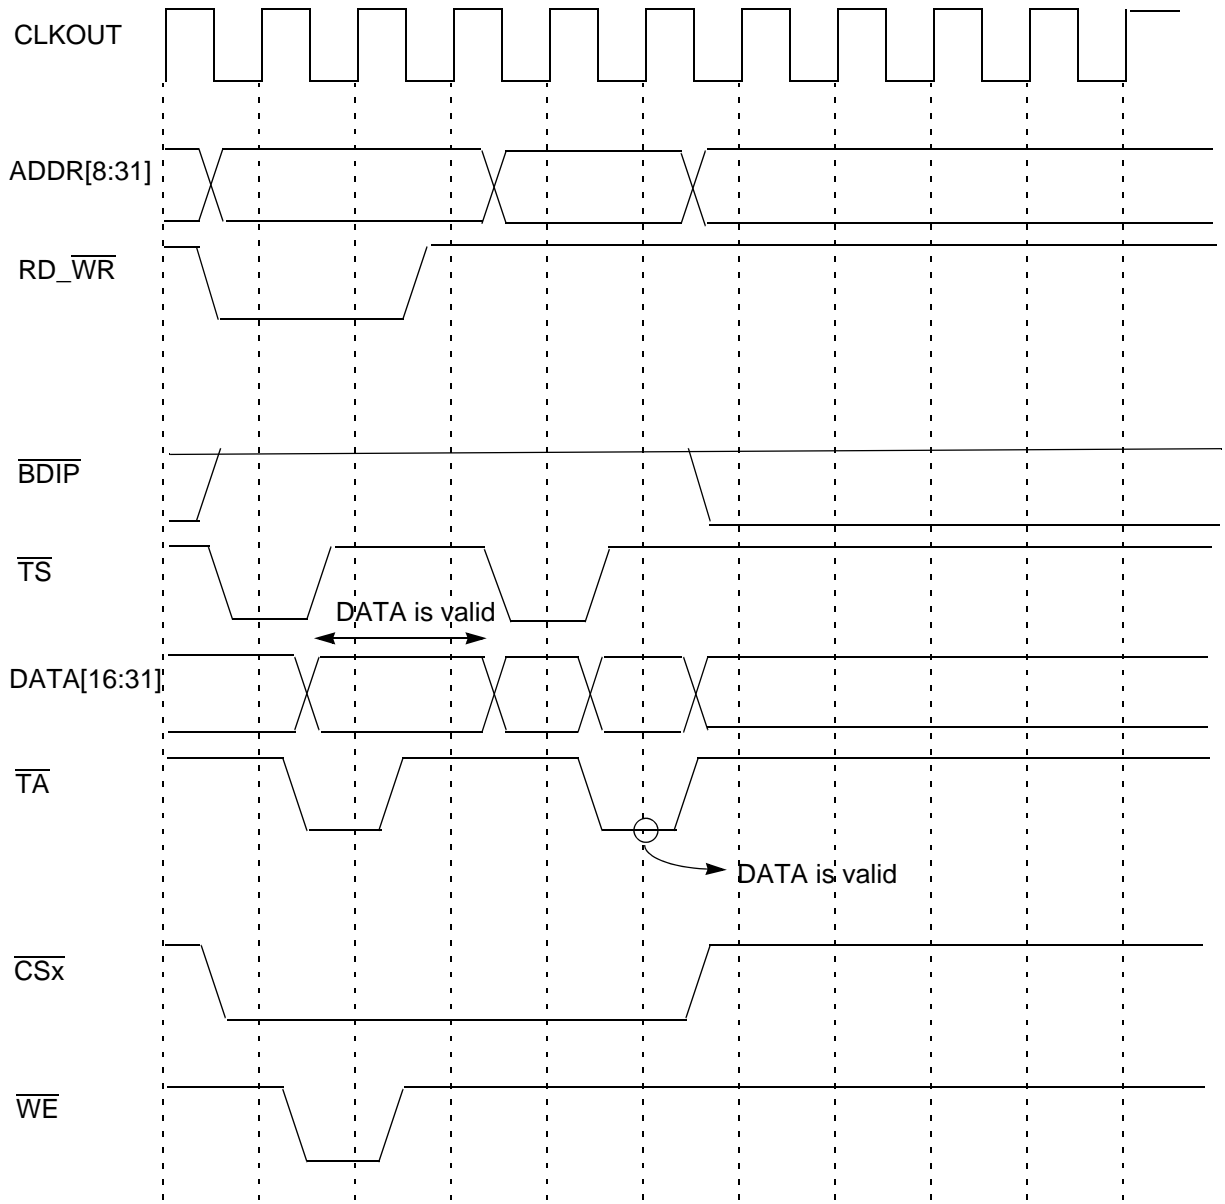 CLKOUT
ADDR[8:31]
RD_WR
BDIP
TS
DATA is valid
DATA[16:31]
TA
DATA is valid
CSx
WE